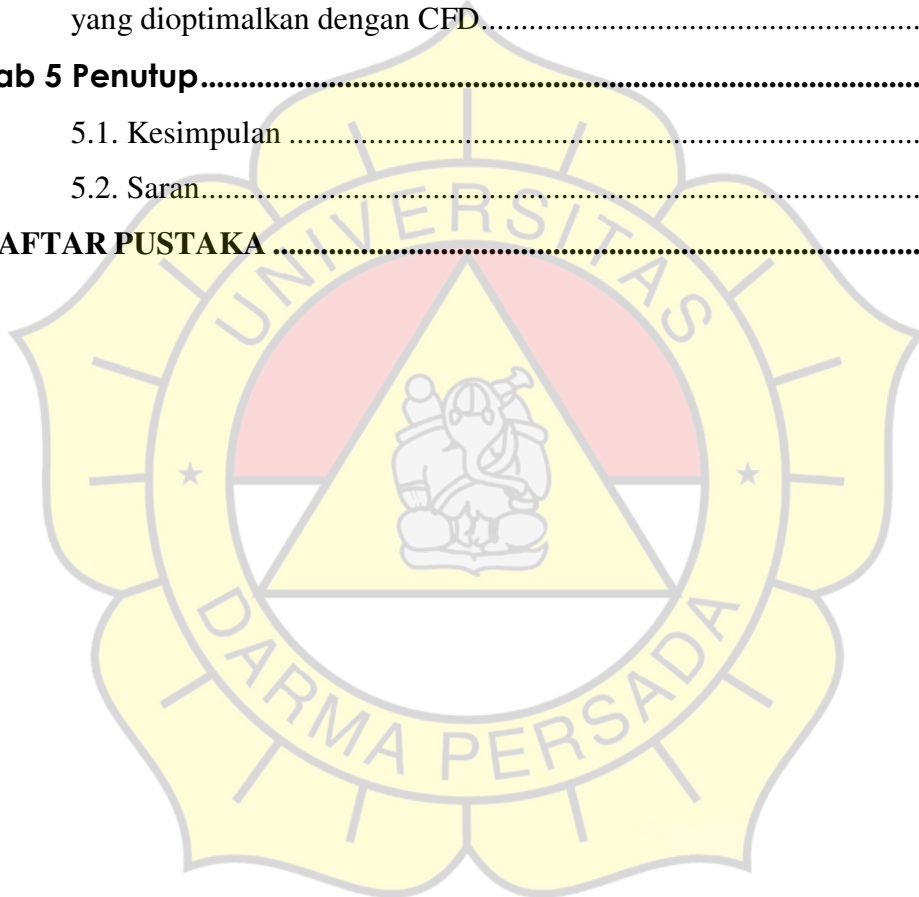 yang dioptimalkan dengan CFD........................................................................
ab 5 Penutup............................................................................................
5.1. Kesimpulan .........................................................................................
5.2. Saran................................................................................................
AFTAR PUSTAKA ...................................................................................
UNIVERSITAS
DARMA PERSADA